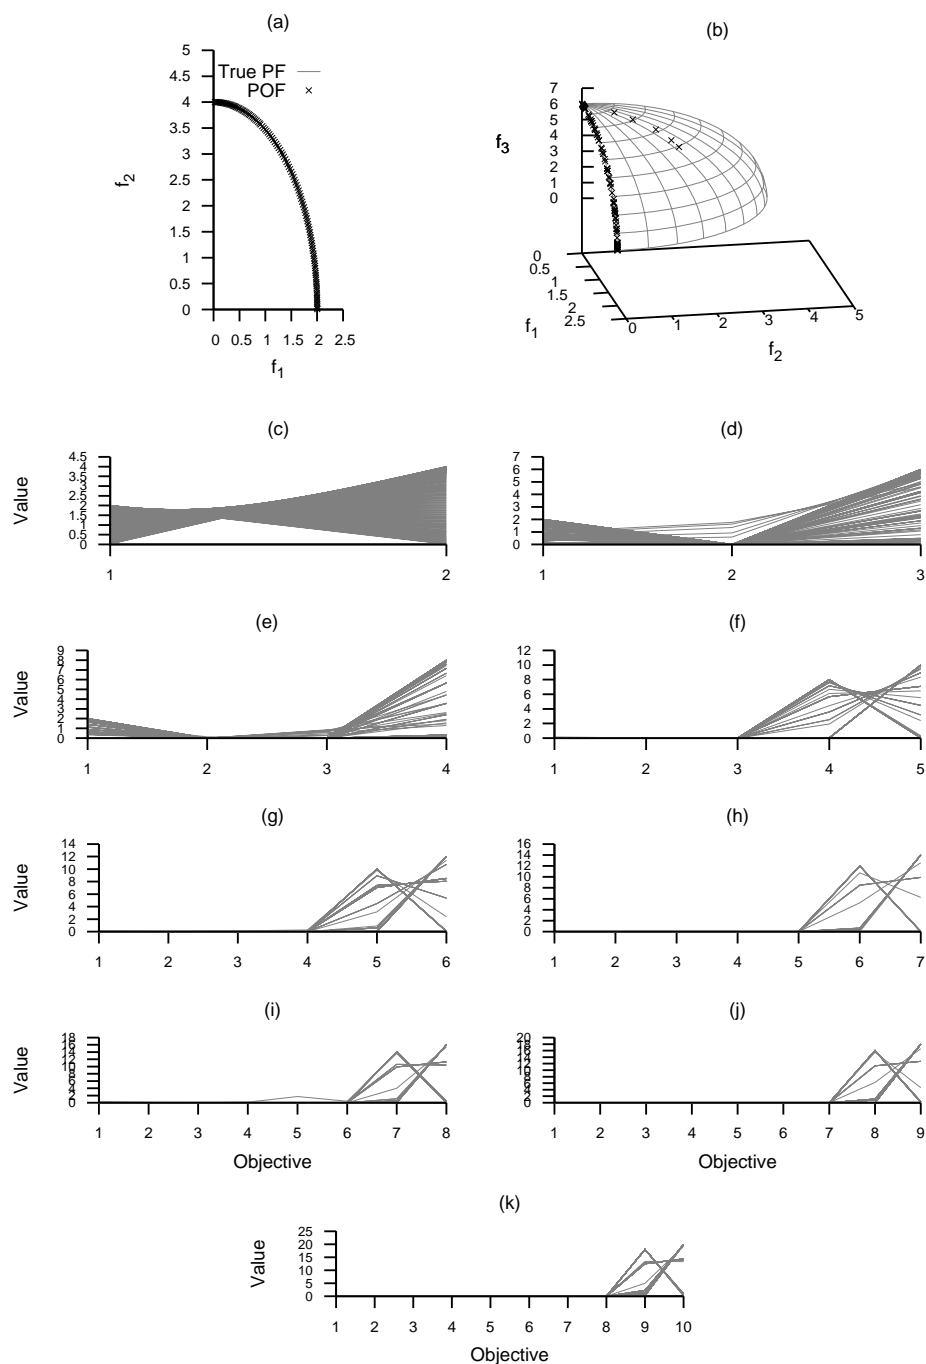 (a)
5
4.5
4
3.5
3
2.5
2
1.5
1
0.5
0
True PF
POF
f2
0 0.5 1 1.5 2 2.5
f1
(b)
7
6
5
4
3
2
1
0
f3
0
0.5
1
1.5
2
2.5
f1
0 1 2 3 4 5
f2
(c)
Value
4.5
4
3.5
3
2.5
2
1.5
1
0.5
0
1 2
(d)
7
6
5
4
3
2
1
0
1 2 3
(e)
Value
9
8
7
6
5
4
3
2
1
0
1 2 3 4
(f)
12
10
8
6
4
2
0
1 2 3 4 5
(g)
Value
14
12
10
8
6
4
2
0
1 2 3 4 5 6
(h)
16
14
12
10
8
6
4
2
0
1 2 3 4 5 6 7
(i)
Value
18
16
14
12
10
8
6
4
2
0
1 2 3 4 5 6 7 8
Objective
(j)
20
18
16
14
12
10
8
6
4
2
0
1 2 3 4 5 6 7 8 9
Objective
(k)
Value
25
20
15
10
5
0
1 2 3 4 5 6 7 8 9 10
Objective